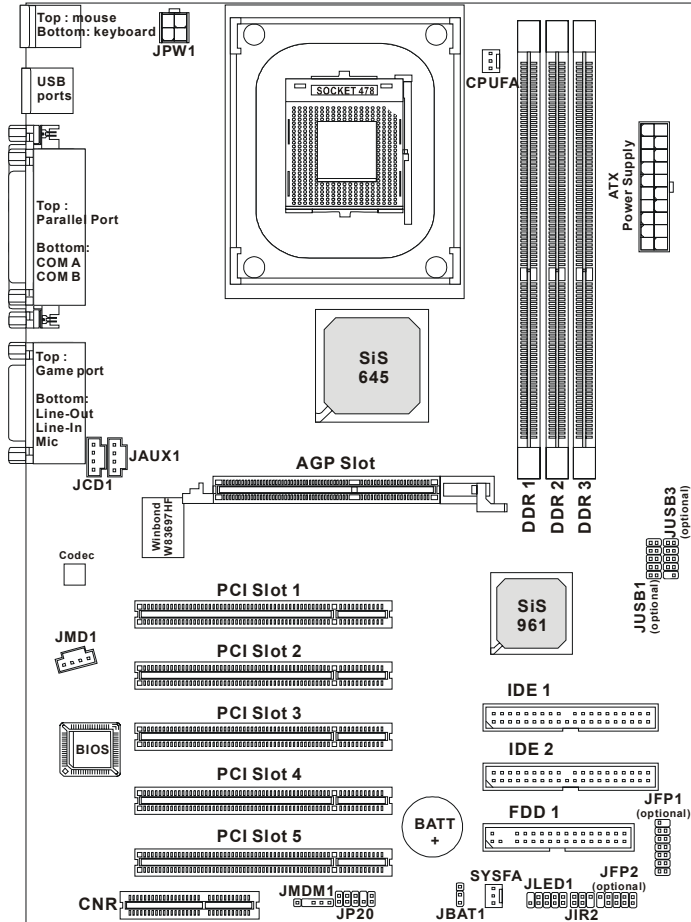 Top : mouse
Bottom: keyboard
JPW1
USB
ports
CPUFA
SOCKET 478
ATX
Power Supply
Top :
Parallel Port
Bottom:
COM A
COM B
SiS
645
Top :
Game port
Bottom:
Line-Out
Line-In
Mic
JAUX1
JCD1
AGP Slot
DDR 1
DDR 2
DDR 3
Winbond
W83697HF
JUSB3
(optional)
JUSB1
(optional)
Codec
SiS
961
PCI Slot 1
JMD1
PCI Slot 2
IDE 1
PCI Slot 3
BIOS
IDE 2
PCI Slot 4
BATT
+
FDD 1
JFP1
(optional)
PCI Slot 5
CNR
JMDM1
JP20
JBAT1
SYSFA
JLED1
JIR2
JFP2
(optional)